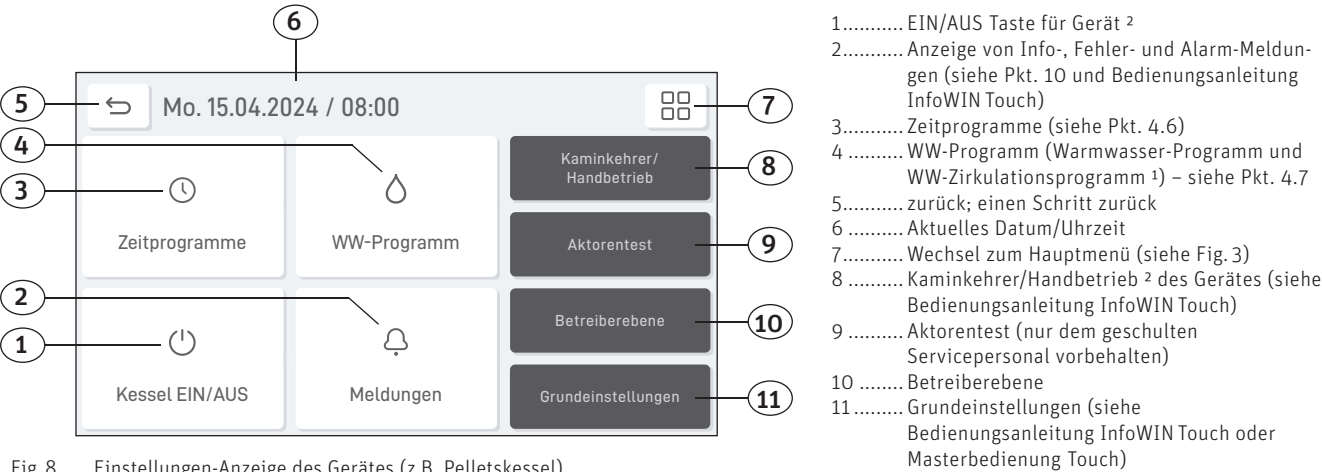 6
5
Mo. 15.04.2024 / 08:00
7
4
Kaminkehrer/
Handbetrieb
8
3
Zeitprogramme
WW-Programm
Aktorentest
9
2
Betreiberebene
10
1
Kessel EIN/AUS
Meldungen
Grundeinstellungen
11
Fig. 8 Einstellungen-Anzeige des Gerätes (z.B. Pelletskessel)
1........... EIN/AUS Taste für Gerät ²
2........... Anzeige von Info-, Fehler- und Alarm-Meldun-
gen (siehe Pkt. 10 und Bedienungsanleitung
InfoWIN Touch)
3........... Zeitprogramme (siehe Pkt. 4.6)
4 .......... WW-Programm (Warmwasser-Programm und
WW-Zirkulationsprogramm ¹) – siehe Pkt. 4.7
5........... zurück; einen Schritt zurück
6 .......... Aktuelles Datum/Uhrzeit
7........... Wechsel zum Hauptmenü (siehe Fig. 3)
8 .......... Kaminkehrer/Handbetrieb ² des Gerätes (siehe
Bedienungsanleitung InfoWIN Touch)
9 .......... Aktorentest (nur dem geschulten
Servicepersonal vorbehalten)
10 ........ Betreiberebene
11 ......... Grundeinstellungen (siehe
Bedienungsanleitung InfoWIN Touch oder
Masterbedienung Touch)